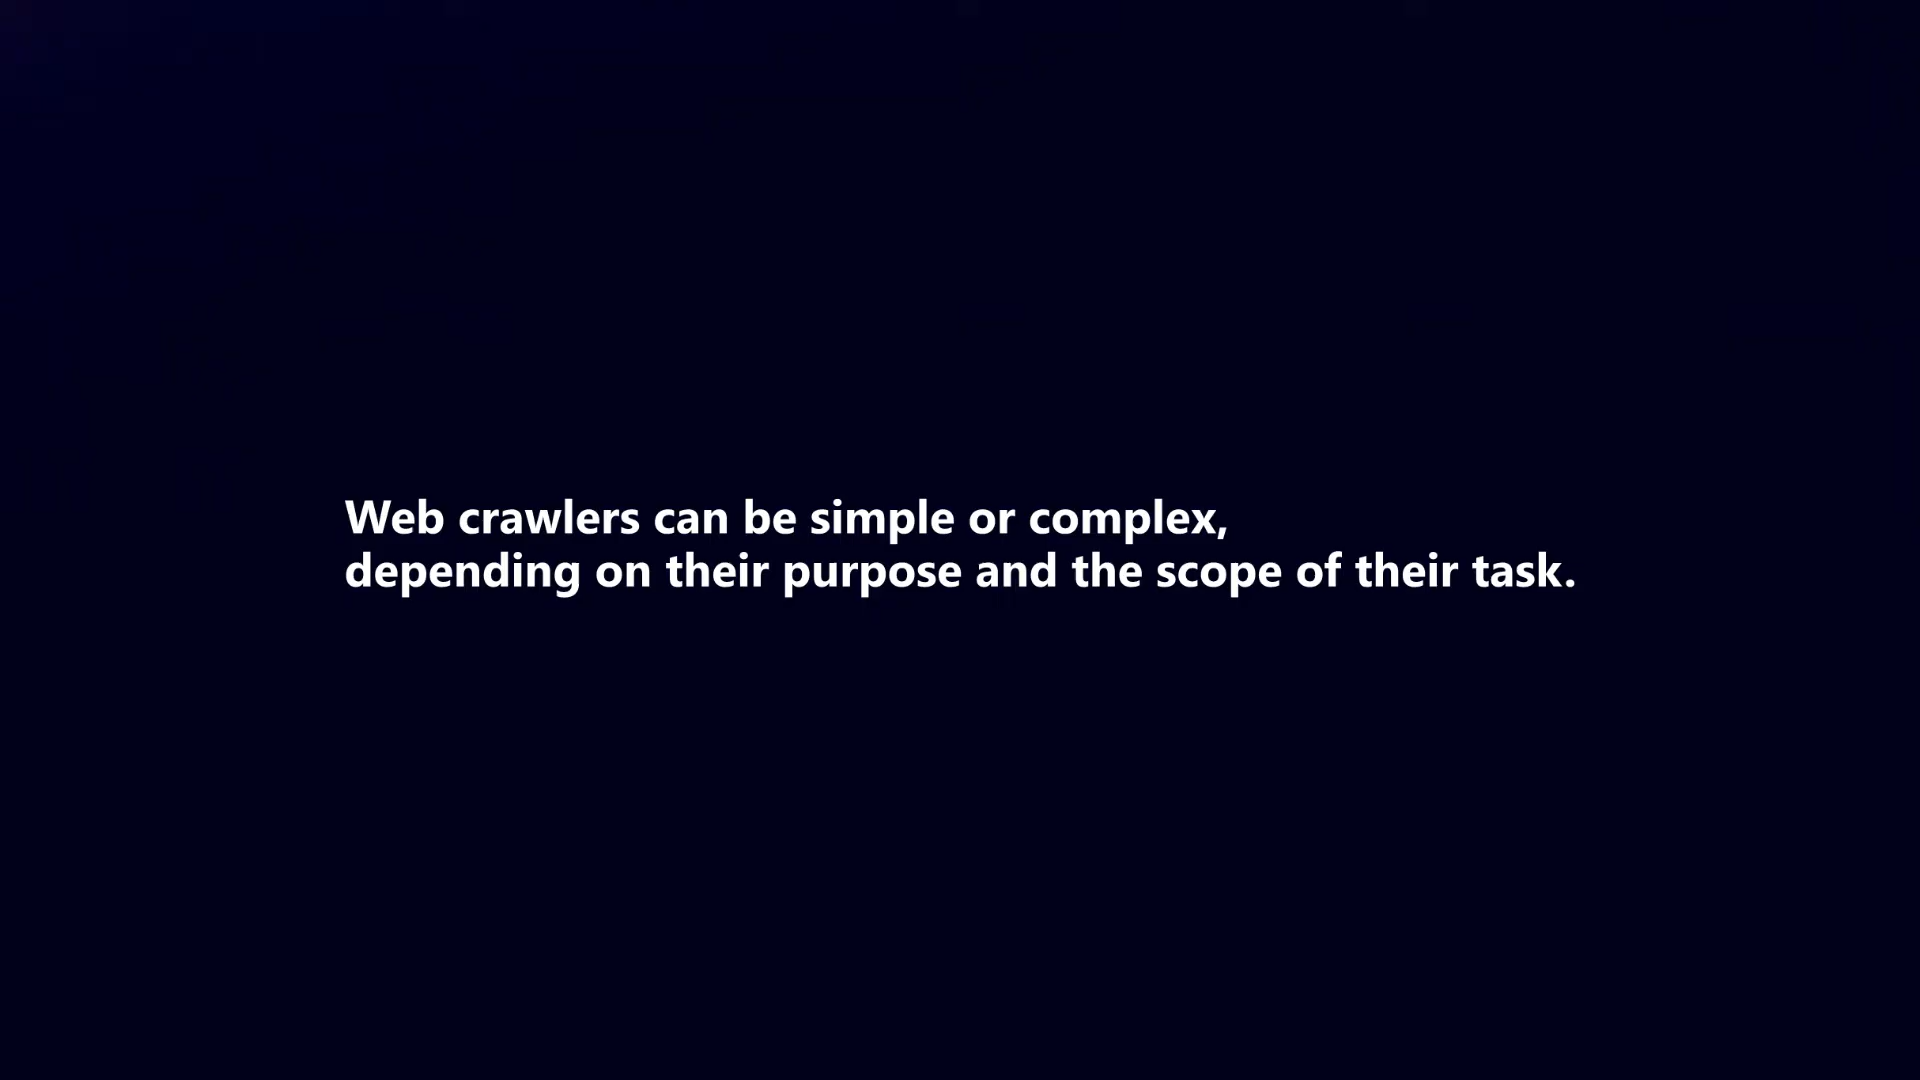 Web crawlers can be simple or complex,
depending on their purpose and the scope of their task.